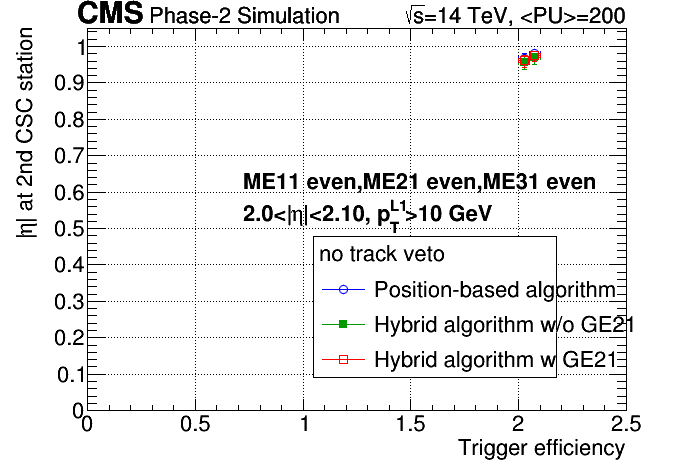 CMS Phase-2 Simulation √s=14 TeV, <PU>=200
|η| at 2nd CSC station
1
0.9
0.8
0.7
0.6
0.5
0.4
0.3
0.2
0.1
0
ME11 even,ME21 even,ME31 even
2.0<|η|<2.10, p_T^L1>10 GeV
no track veto
Position-based algorithm
Hybrid algorithm w/o GE21
Hybrid algorithm w GE21
0 0.5 1 1.5 2 2.5
Trigger efficiency